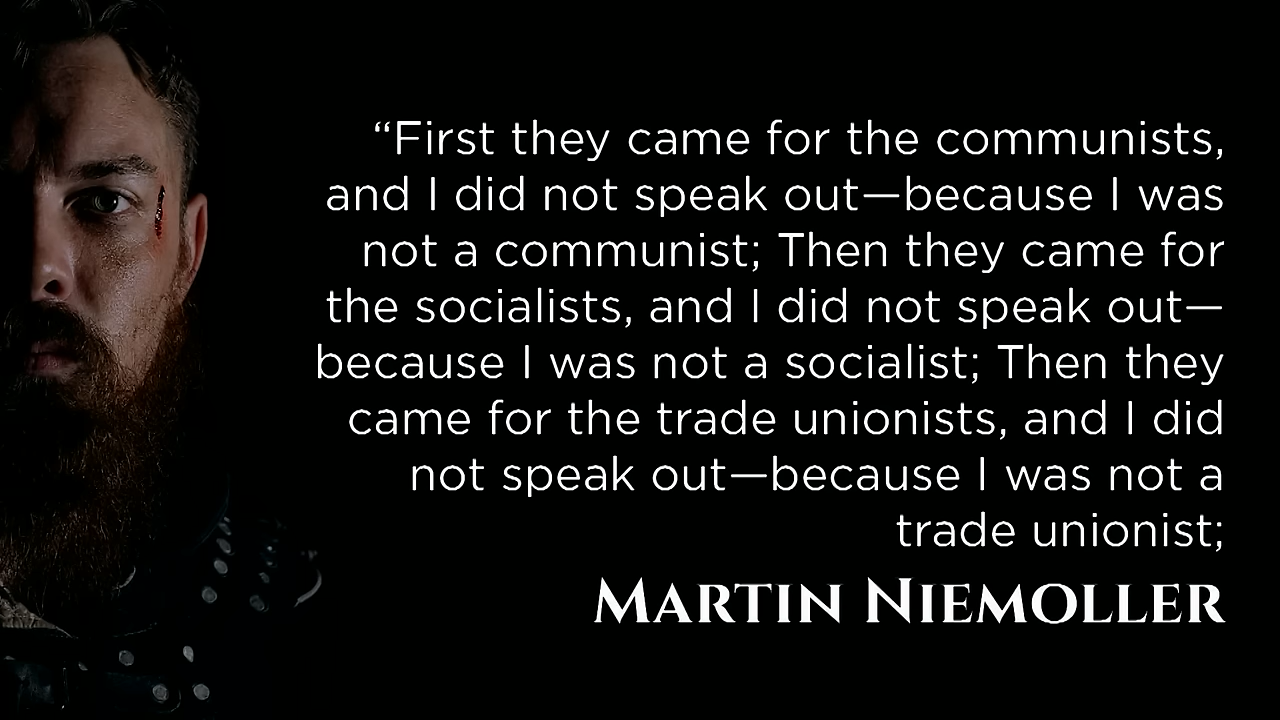 “First they came for the communists,
and I did not speak out—because I was
not a communist; Then they came for
the socialists, and I did not speak out—
because I was not a socialist; Then they
came for the trade unionists, and I did
not speak out—because I was not a
trade unionist;
Martin Niemoller